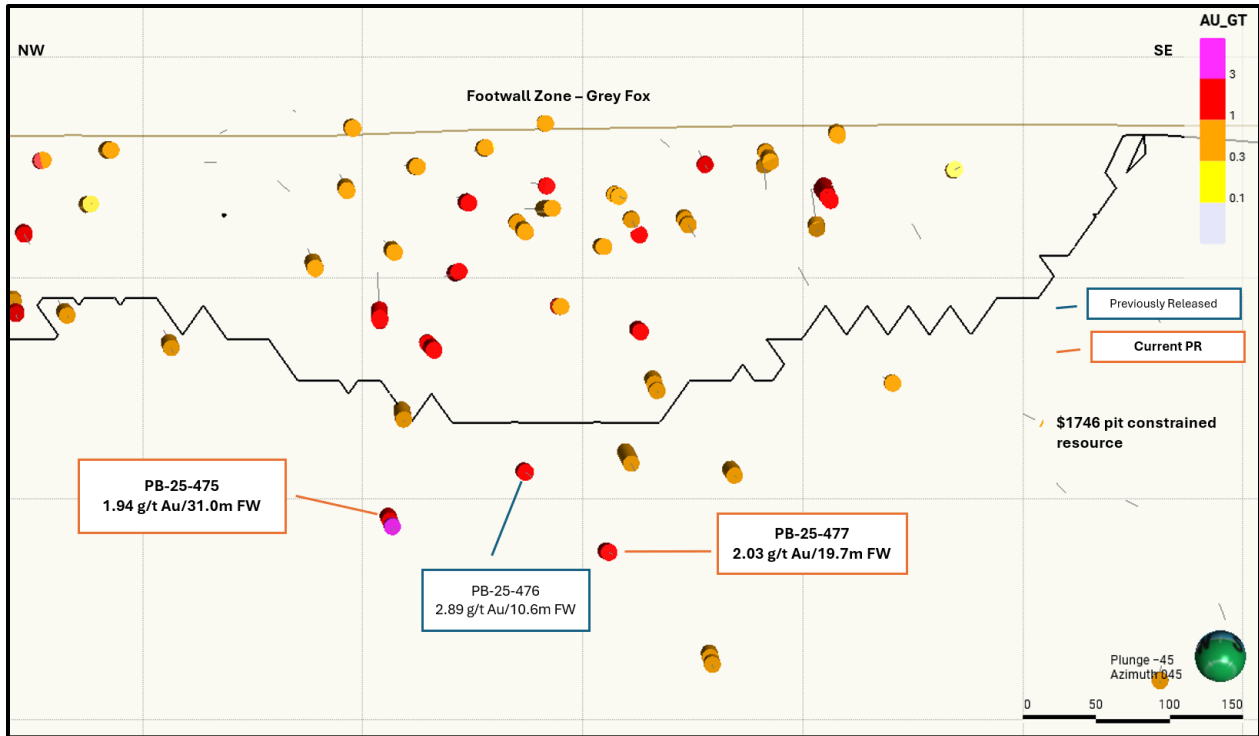 AU_GT
NW
SE
3
Footwall Zone – Grey Fox
1
0.3
0.1
Previously Released
Current PR
$1746 pit constrained
resource
PB-25-475
1.94 g/t Au/31.0m FW
PB-25-477
2.03 g/t Au/19.7m FW
PB-25-476
2.89 g/t Au/10.6m FW
Plunge −45
Azimuth 045
0 50 100 150